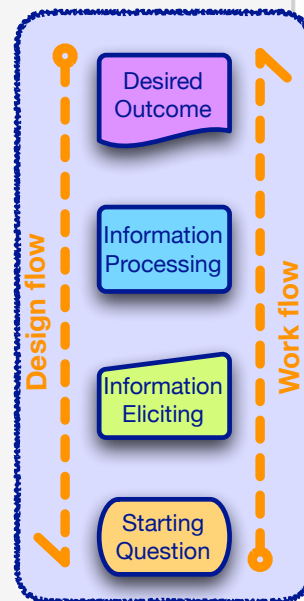 Desired
Outcome
Information
Processing
Design flow
Work flow
Information
Eliciting
Starting
Question